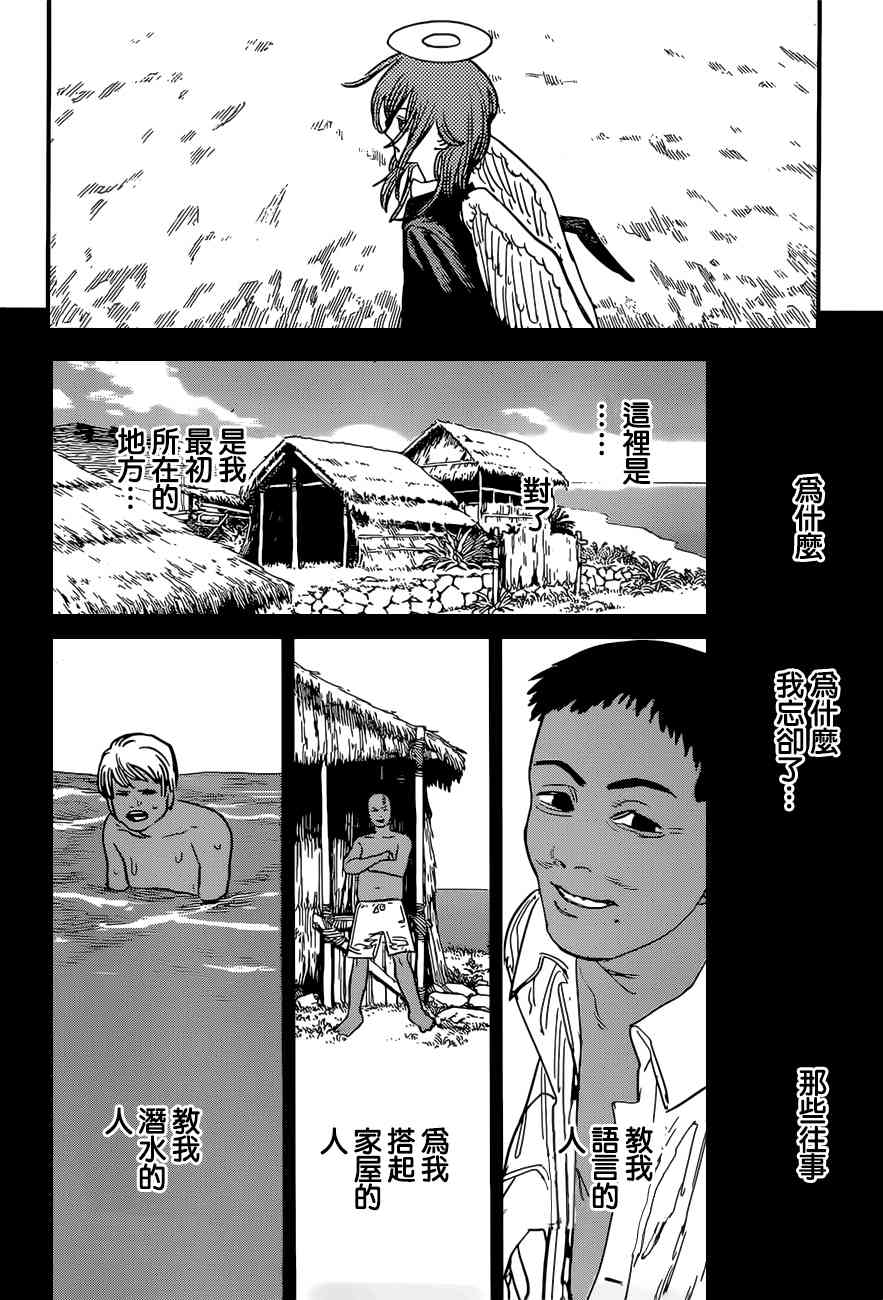 這裡是
……
對了
是我
最初
所在的
地方…
為什麼
為什麼
我忘卻了…
那些往事
教我
語言的
人
為我
搭起
家屋的
人
教我
潛水的
人
20